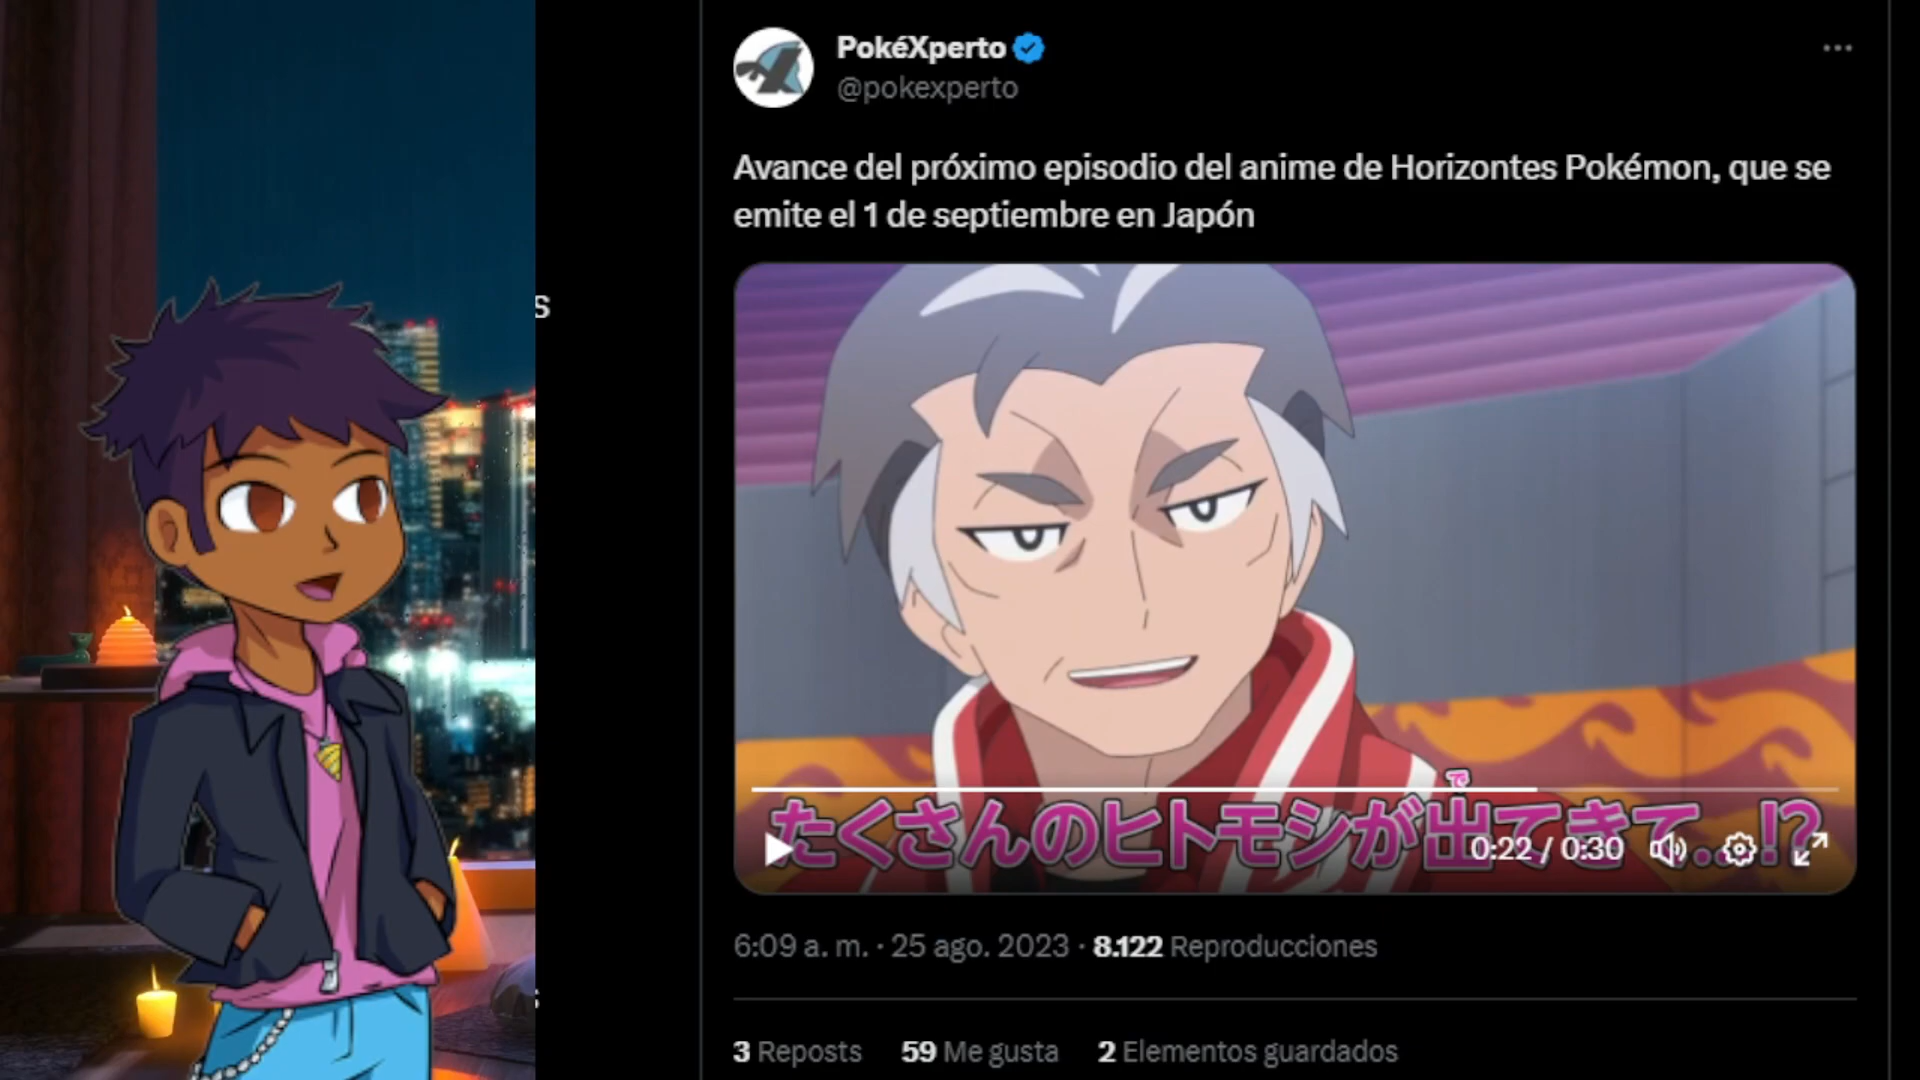 PokéXperto
@pokexperto
Avance del próximo episodio del anime de Horizontes Pokémon, que se
emite el 1 de septiembre en Japón
s
で
たくさんのヒトモシが出てきて…!?
0:22 / 0:30
6:09 a. m. · 25 ago. 2023 · 8.122 Reproducciones
3 Reposts 59 Me gusta 2 Elementos guardados